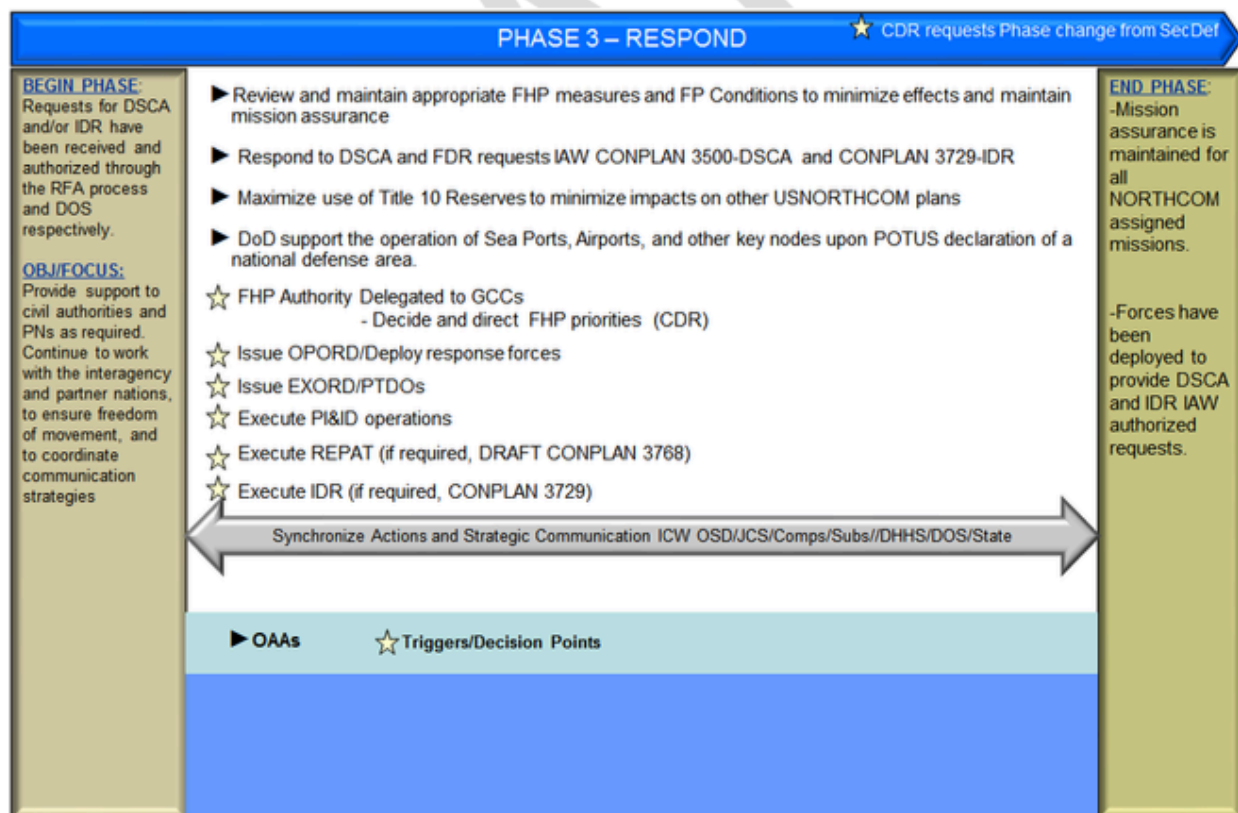 PHASE 3 – RESPOND
CDR requests Phase change from SecDef
BEGIN PHASE:
Requests for DSCA
and/or IDR have
been received and
authorized through
the RFA process
and DOS
respectively.
OBJ/FOCUS:
Provide support to
civil authorities and
PNs as required.
Continue to work
with the interagency
and partner nations,
to ensure freedom
of movement, and
to coordinate
communication
strategies
►Review and maintain appropriate FHP measures and FP Conditions to minimize effects and maintain
mission assurance
► Respond to DSCA and FDR requests IAW CONPLAN 3500-DSCA and CONPLAN 3729-IDR
► Maximize use of Title 10 Reserves to minimize impacts on other USNORTHCOM plans
► DoD support the operation of Sea Ports, Airports, and other key nodes upon POTUS declaration of a
national defense area.
FHP Authority Delegated to GCCs
- Decide and direct FHP priorities (CDR)
Issue OPORD/Deploy response forces
Issue EXORD/PTDOs
Execute PI&ID operations
Execute REPAT (if required, DRAFT CONPLAN 3768)
Execute IDR (if required, CONPLAN 3729)
Synchronize Actions and Strategic Communication ICW OSD/JCS/Comps/Subs//DHHS/DOS/State
►OAAs
Triggers/Decision Points
END PHASE:
-Mission
assurance is
maintained for
all
NORTHCOM
assigned
missions.
-Forces have
been
deployed to
provide DSCA
and IDR IAW
authorized
requests.